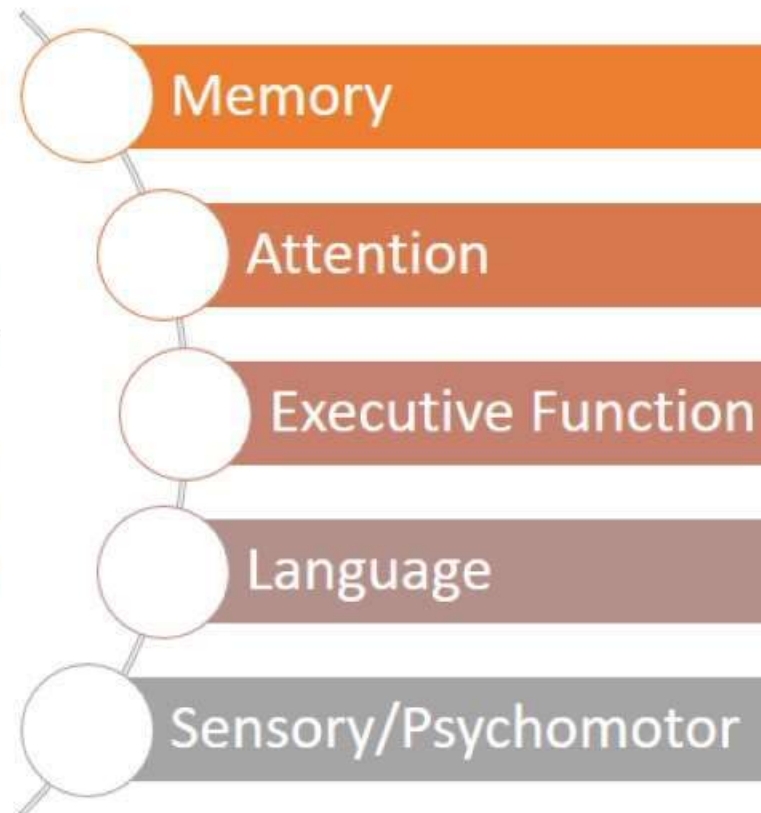 Memory
Attention
Executive Function
Language
Sensory/Psychomotor